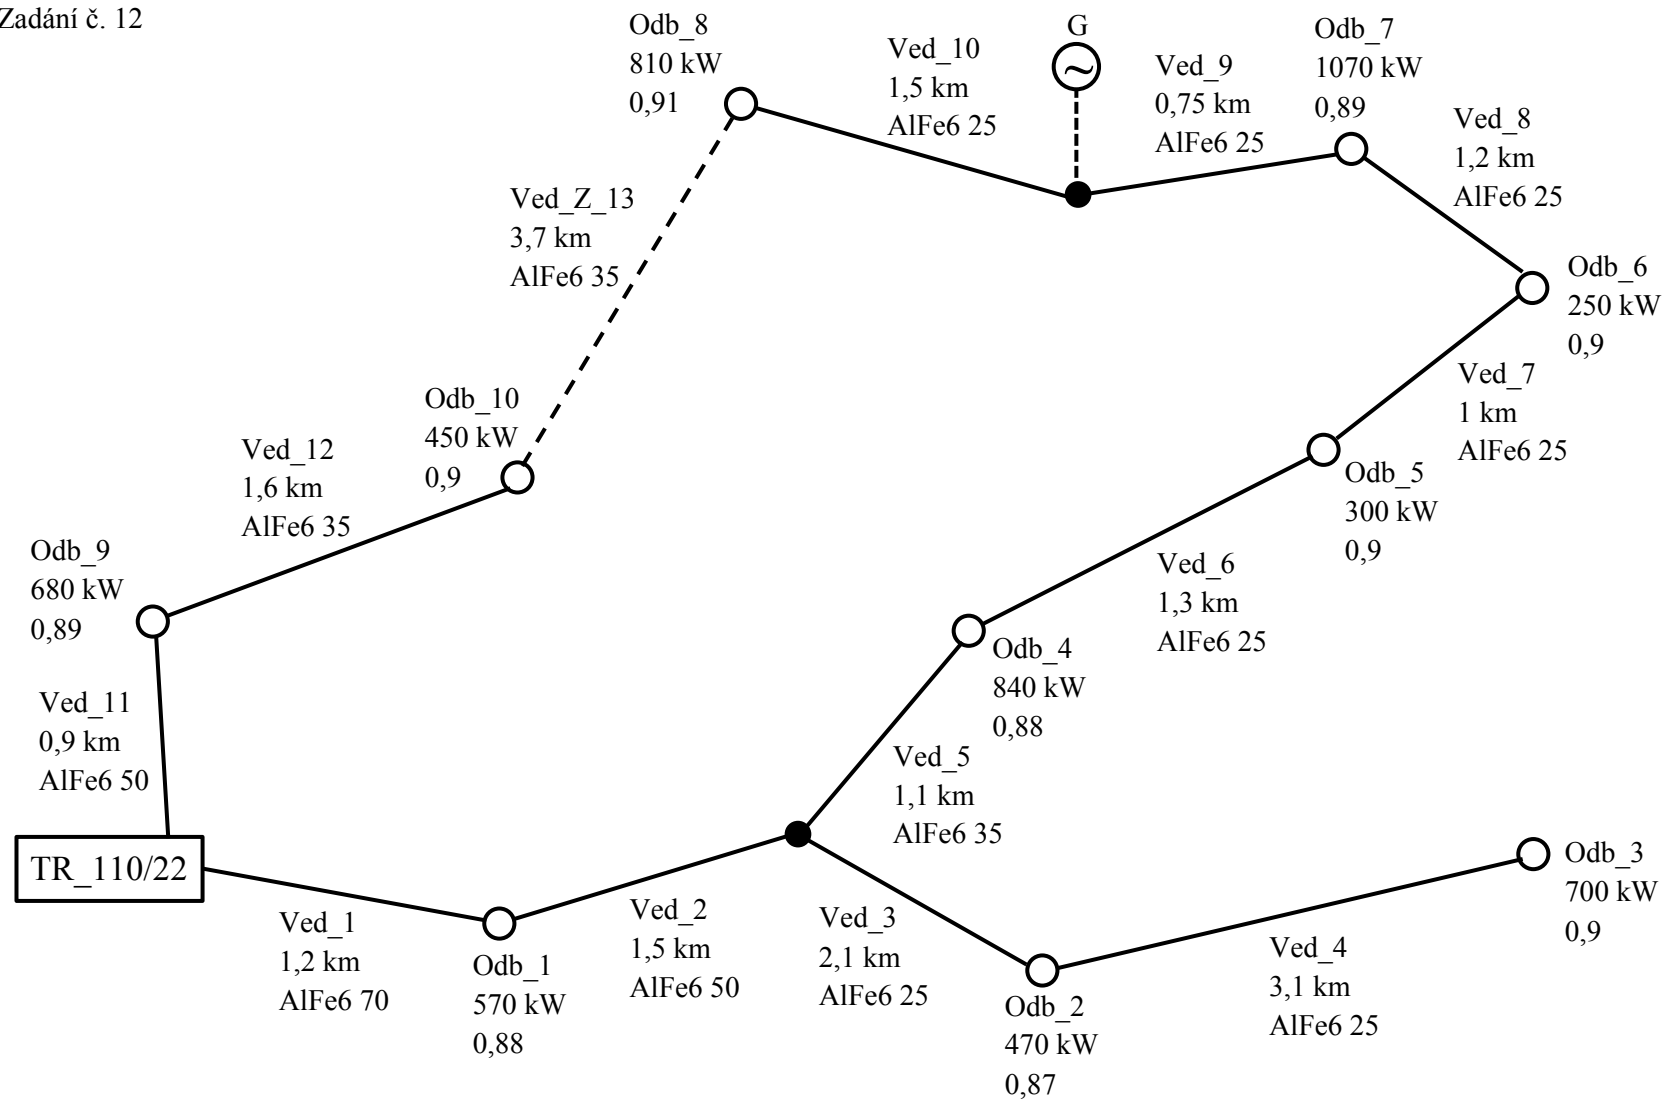 Zadání č. 12
Odb_8
810 kW
0,91
Ved_10
1,5 km
AlFe6 25
G
Ved_9
0,75 km
AlFe6 25
Odb_7
1070 kW
0,89
Ved_8
1,2 km
AlFe6 25
Ved_Z_13
3,7 km
AlFe6 35
Odb_6
250 kW
0,9
Ved_7
1 km
AlFe6 25
Odb_10
450 kW
0,9
Ved_12
1,6 km
AlFe6 35
Odb_5
300 kW
0,9
Odb_9
680 kW
0,89
Ved_6
1,3 km
AlFe6 25
Odb_4
840 kW
0,88
Ved_11
0,9 km
AlFe6 50
Ved_5
1,1 km
AlFe6 35
TR_110/22
Odb_3
700 kW
0,9
Ved_1
1,2 km
AlFe6 70
Ved_2
1,5 km
AlFe6 50
Ved_3
2,1 km
AlFe6 25
Ved_4
3,1 km
AlFe6 25
Odb_1
570 kW
0,88
Odb_2
470 kW
0,87